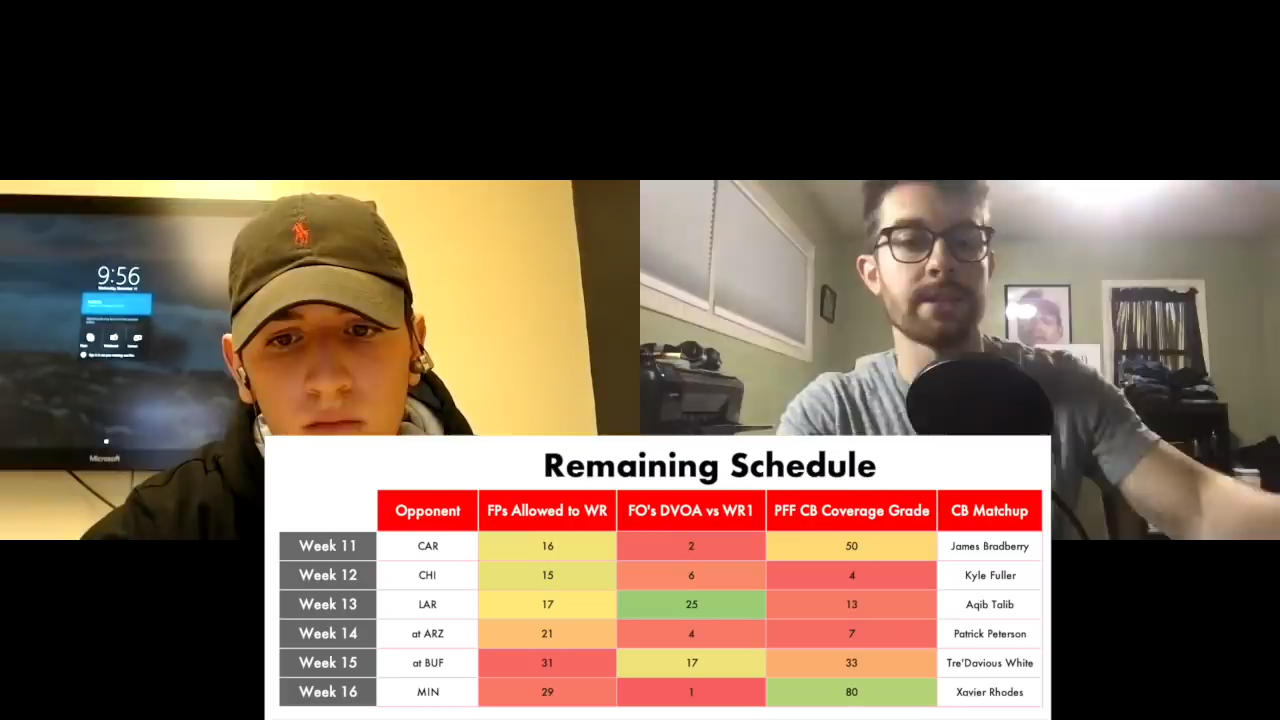 9:56
Microsoft
Remaining Schedule
Opponent FPs Allowed to WR FO's DVOA vs WR1 PFF CB Coverage Grade CB Matchup
Week 11 CAR 16 2 50 James Bradberry
Week 12 CHI 15 6 4 Kyle Fuller
Week 13 LAR 17 25 13 Aqib Talib
Week 14 at ARZ 21 4 7 Patrick Peterson
Week 15 at BUF 31 17 33 Tre'Davious White
Week 16 MIN 29 1 80 Xavier Rhodes